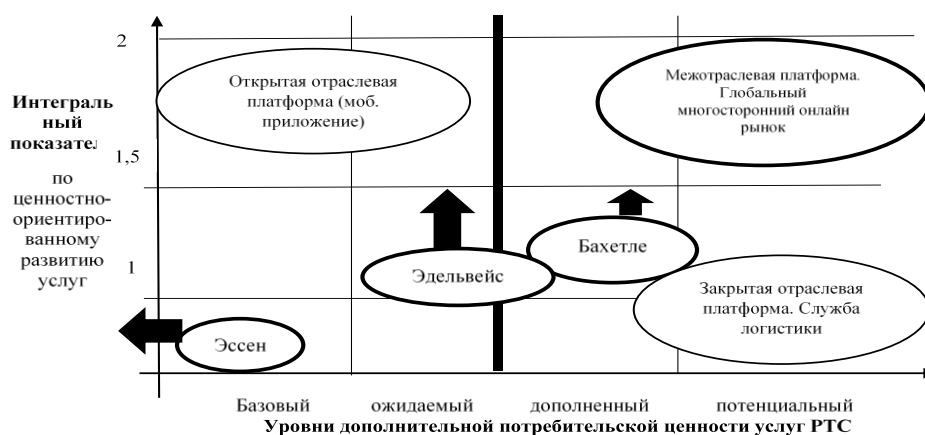 2
Интеграль
ный
показател
по
ценностно-
ориентиро-
ванному
развитию
услуг
1,5
1
Открытая отраслевая
платформа (моб.
приложение)
Межотраслевая платформа.
Глобальный
многосторонний онлайн
рынок
Эдельвейс
Бахетле
Закрытая отраслевая
платформа. Служба
логистики
Эссен
Базовый ожидаемый дополненный потенциальный
Уровни дополнительной потребительской ценности услуг РТС